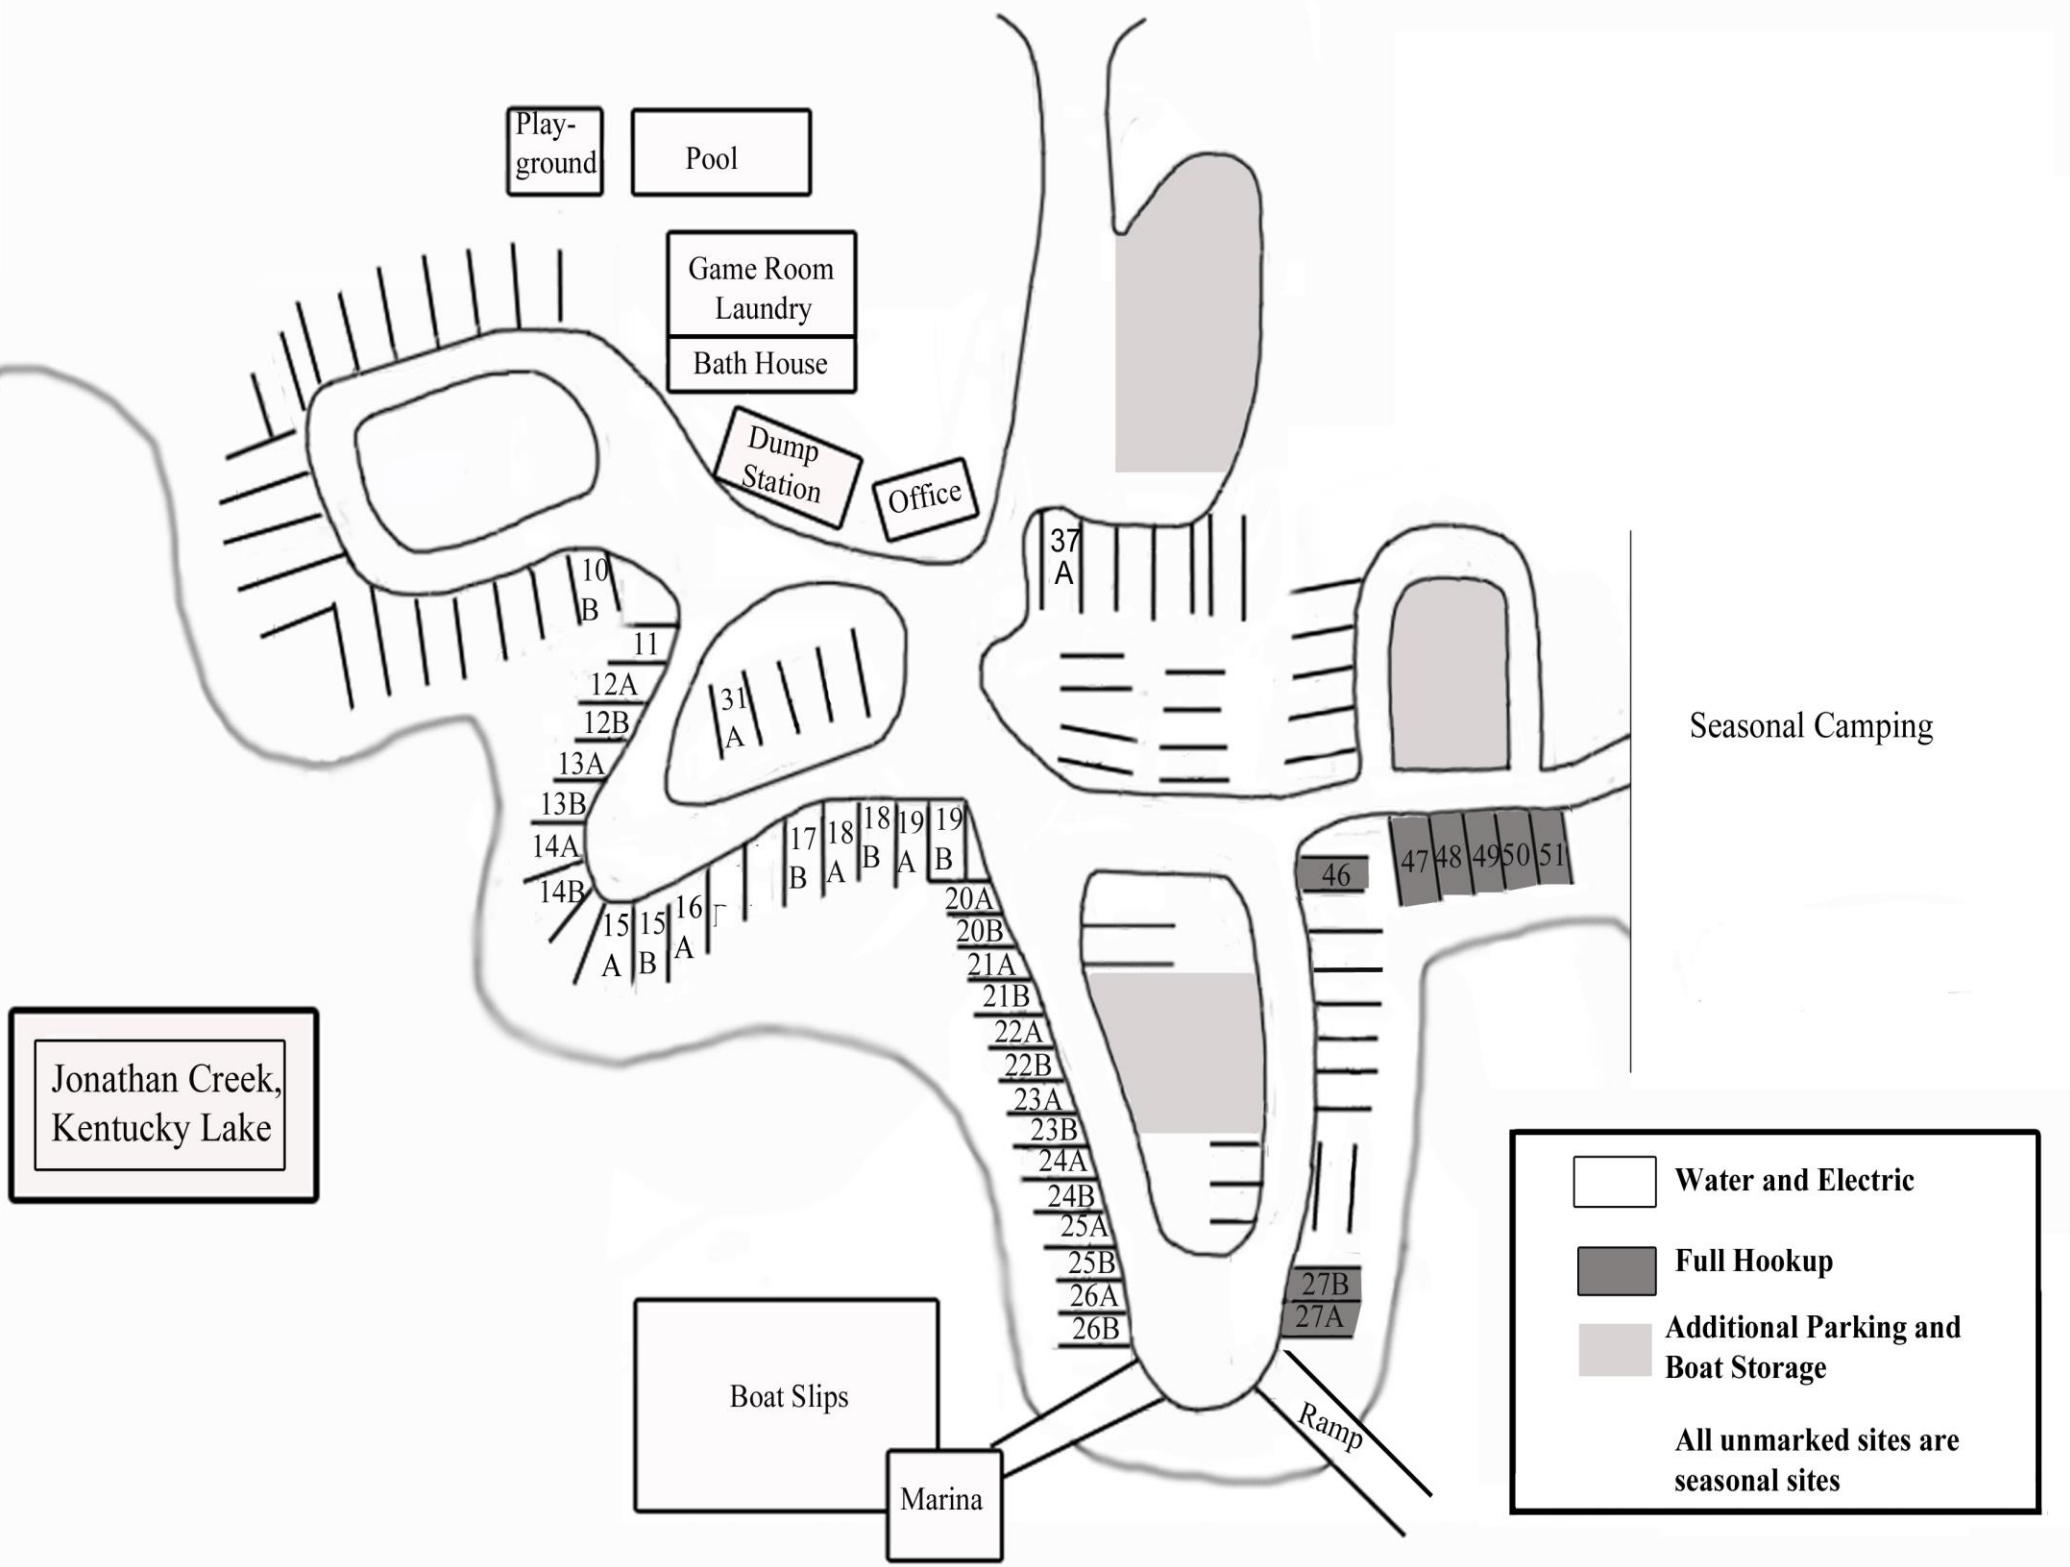 Play-
ground
Pool
Game Room
Laundry
Bath House
Dump
Station
Office
37
A
10
B
11
12A
12B
13A
13B
14A
14B
15
A
15
B
16
A
17
B
18
A
18
B
19
A
19
B
31
A
20A
20B
21A
21B
22A
22B
23A
23B
24A
24B
25A
25B
26A
26B
46
47 48 49 50 51
27B
27A
Seasonal Camping
Jonathan Creek,
Kentucky Lake
Boat Slips
Marina
Ramp
Water and Electric
Full Hookup
Additional Parking and
Boat Storage
All unmarked sites are
seasonal sites